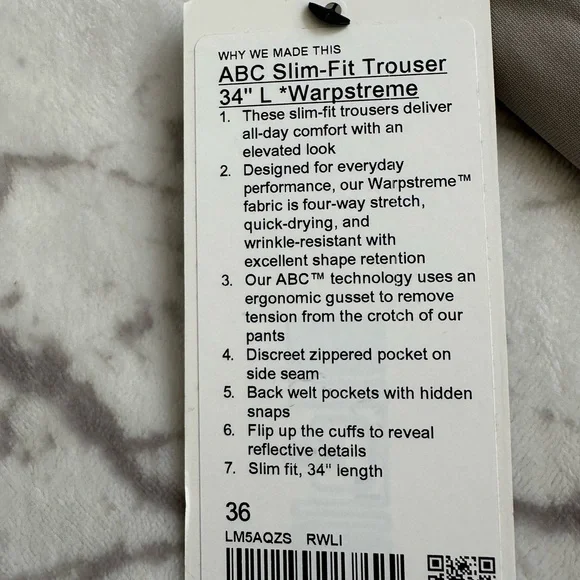 WHY WE MADE THIS
ABC Slim-Fit Trouser
34" L *Warpstreme
1. These slim-fit trousers deliver
all-day comfort with an
elevated look
2. Designed for everyday
performance, our Warpstreme™
fabric is four-way stretch,
quick-drying, and
wrinkle-resistant with
excellent shape retention
3. Our ABC™ technology uses an
ergonomic gusset to remove
tension from the crotch of our
pants
4. Discreet zippered pocket on
side seam
5. Back welt pockets with hidden
snaps
6. Flip up the cuffs to reveal
reflective details
7. Slim fit, 34" length
36
LM5AQZS RWLI